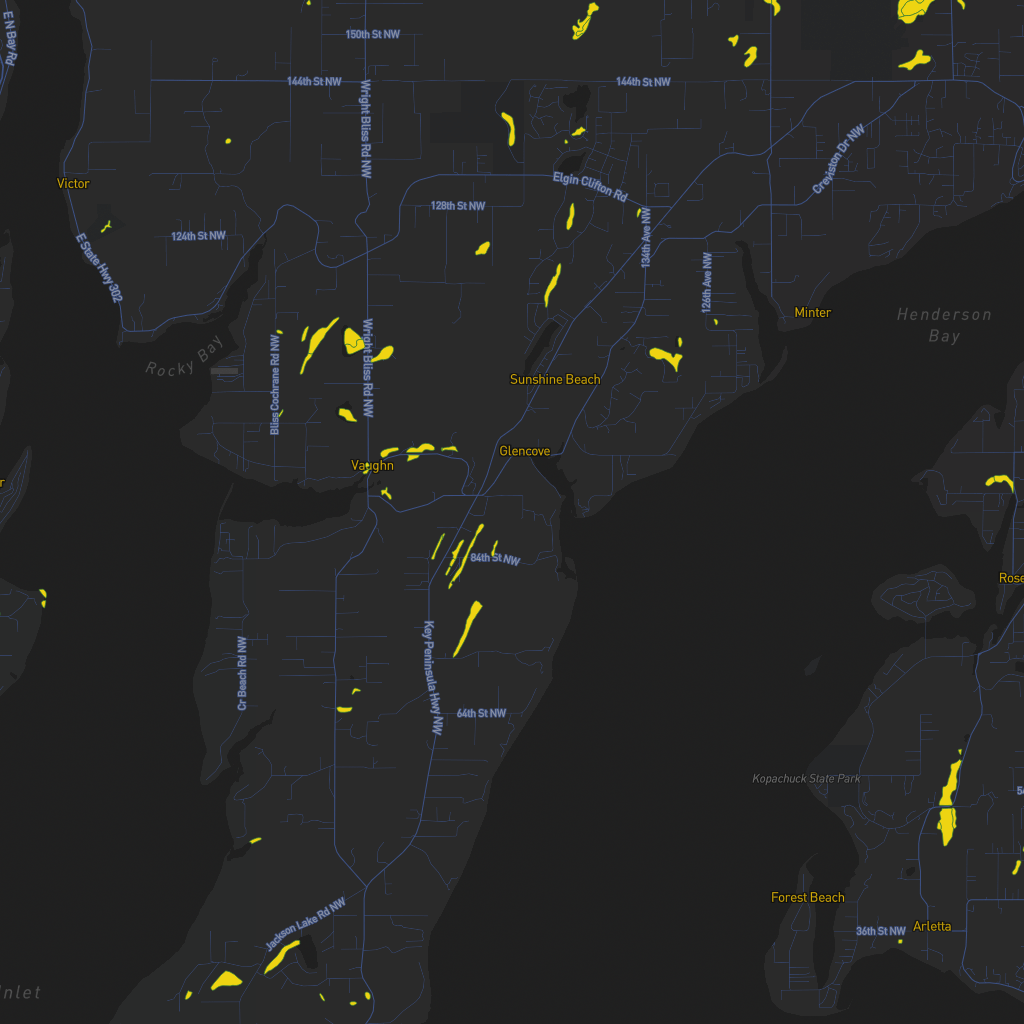 E N Bay Rd
150th St NW
144th St NW
144th St NW
Wright Bliss Rd NW
Creviston Dr NW
Victor
Elgin Clifton Rd
128th St NW
134th Ave NW
124th St NW
E State Hwy 302
126th Ave NW
Minter
Henderson
Bay
Rocky Bay
Wright Bliss Rd NW
Bliss Cochrane Rd NW
Sunshine Beach
Glencove
Vaughn
84th St NW
Rose
Key Peninsula Hwy NW
Cr Beach Rd NW
64th St NW
Kopachuck State Park
Forest Beach
Jackson Lake Rd NW
36th St NW
Arletta
nlet